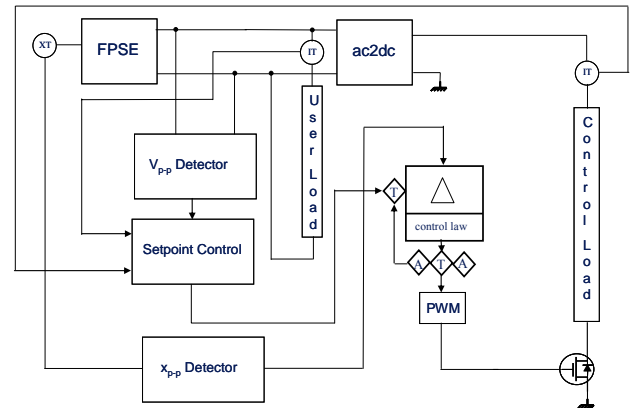 XT
FPSE
IT
ac2dc
IT
User Load
Control Load
Vp-p Detector
T
△
control law
Setpoint Control
A
T
A
PWM
xp-p Detector